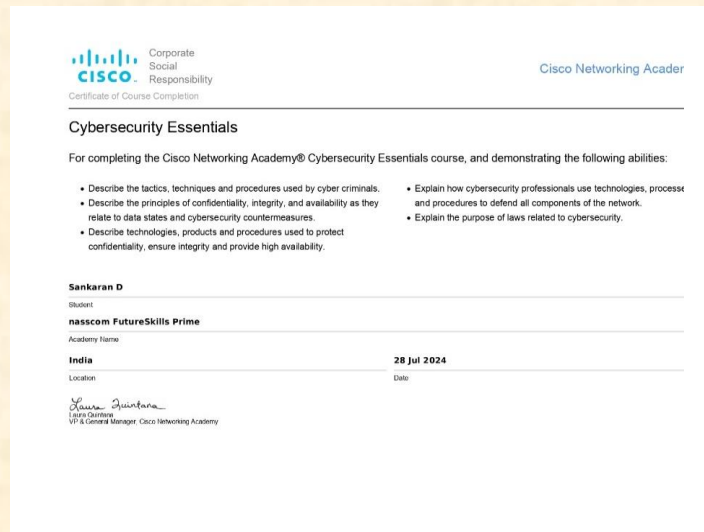 Corporate
Social
Responsibility
CISCO
Cisco Networking Acader
Certificate of Course Completion
Cybersecurity Essentials
For completing the Cisco Networking Academy® Cybersecurity Essentials course, and demonstrating the following abilities:
• Describe the tactics, techniques and procedures used by cyber criminals.
• Describe the principles of confidentiality, integrity, and availability as they
relate to data states and cybersecurity countermeasures.
• Describe technologies, products and procedures used to protect
confidentiality, ensure integrity and provide high availability.
• Explain how cybersecurity professionals use technologies, processe
and procedures to defend all components of the network.
• Explain the purpose of laws related to cybersecurity.
Sankaran D
Student
nasscom FutureSkills Prime
Academy Name
India
28 Jul 2024
Location
Date
Laura Quintana
Laura Quintana
VP & General Manager, Cisco Networking Academy